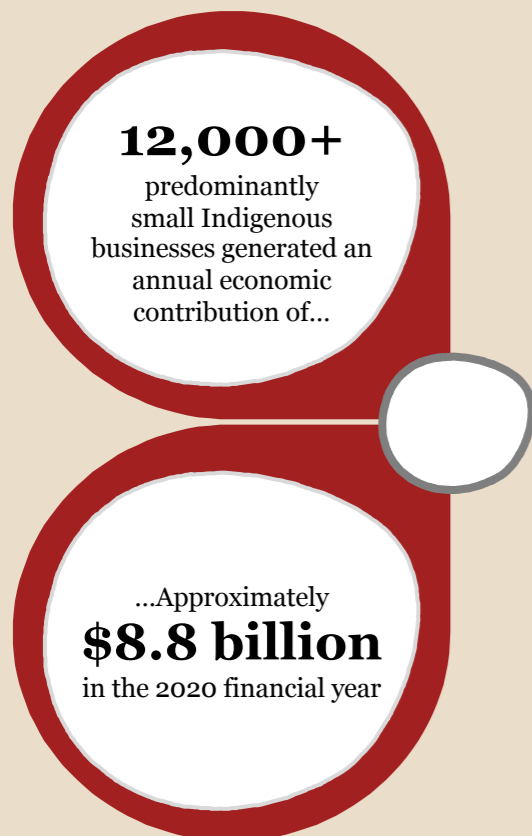 12,000+
predominantly
small Indigenous
businesses generated an
annual economic
contribution of...
...Approximately
$8.8 billion
in the 2020 financial year